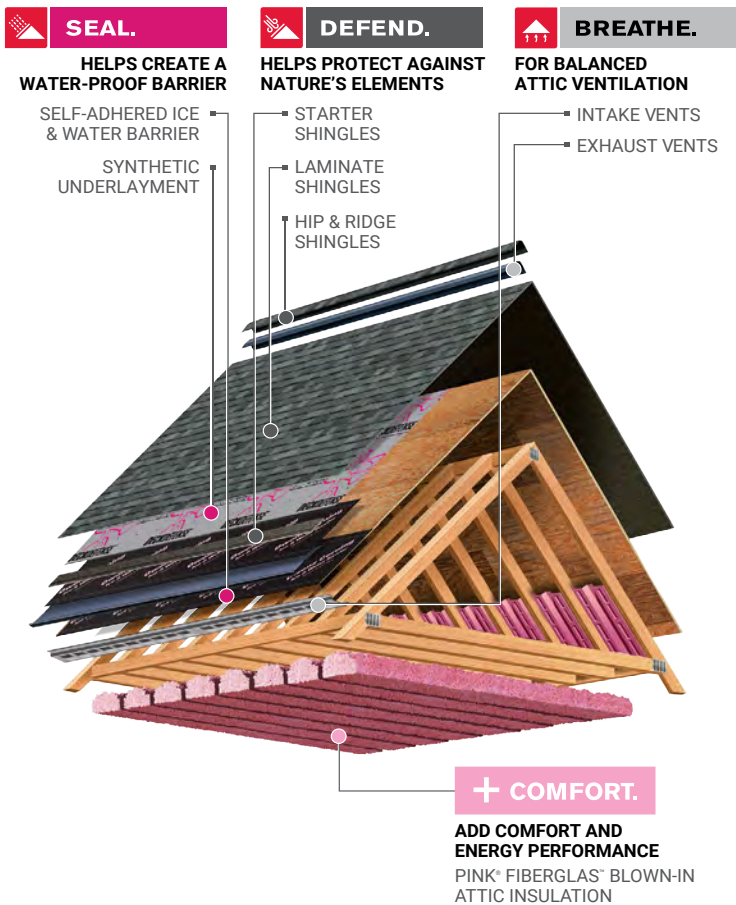 SEAL.
HELPS CREATE A
WATER-PROOF BARRIER
SELF-ADHERED ICE
& WATER BARRIER
SYNTHETIC
UNDERLAYMENT
DEFEND.
HELPS PROTECT AGAINST
NATURE'S ELEMENTS
STARTER
SHINGLES
LAMINATE
SHINGLES
HIP & RIDGE
SHINGLES
BREATHE.
FOR BALANCED
ATTIC VENTILATION
INTAKE VENTS
EXHAUST VENTS
+ COMFORT.
ADD COMFORT AND
ENERGY PERFORMANCE
PINK® FIBERGLAS™ BLOWN-IN
ATTIC INSULATION